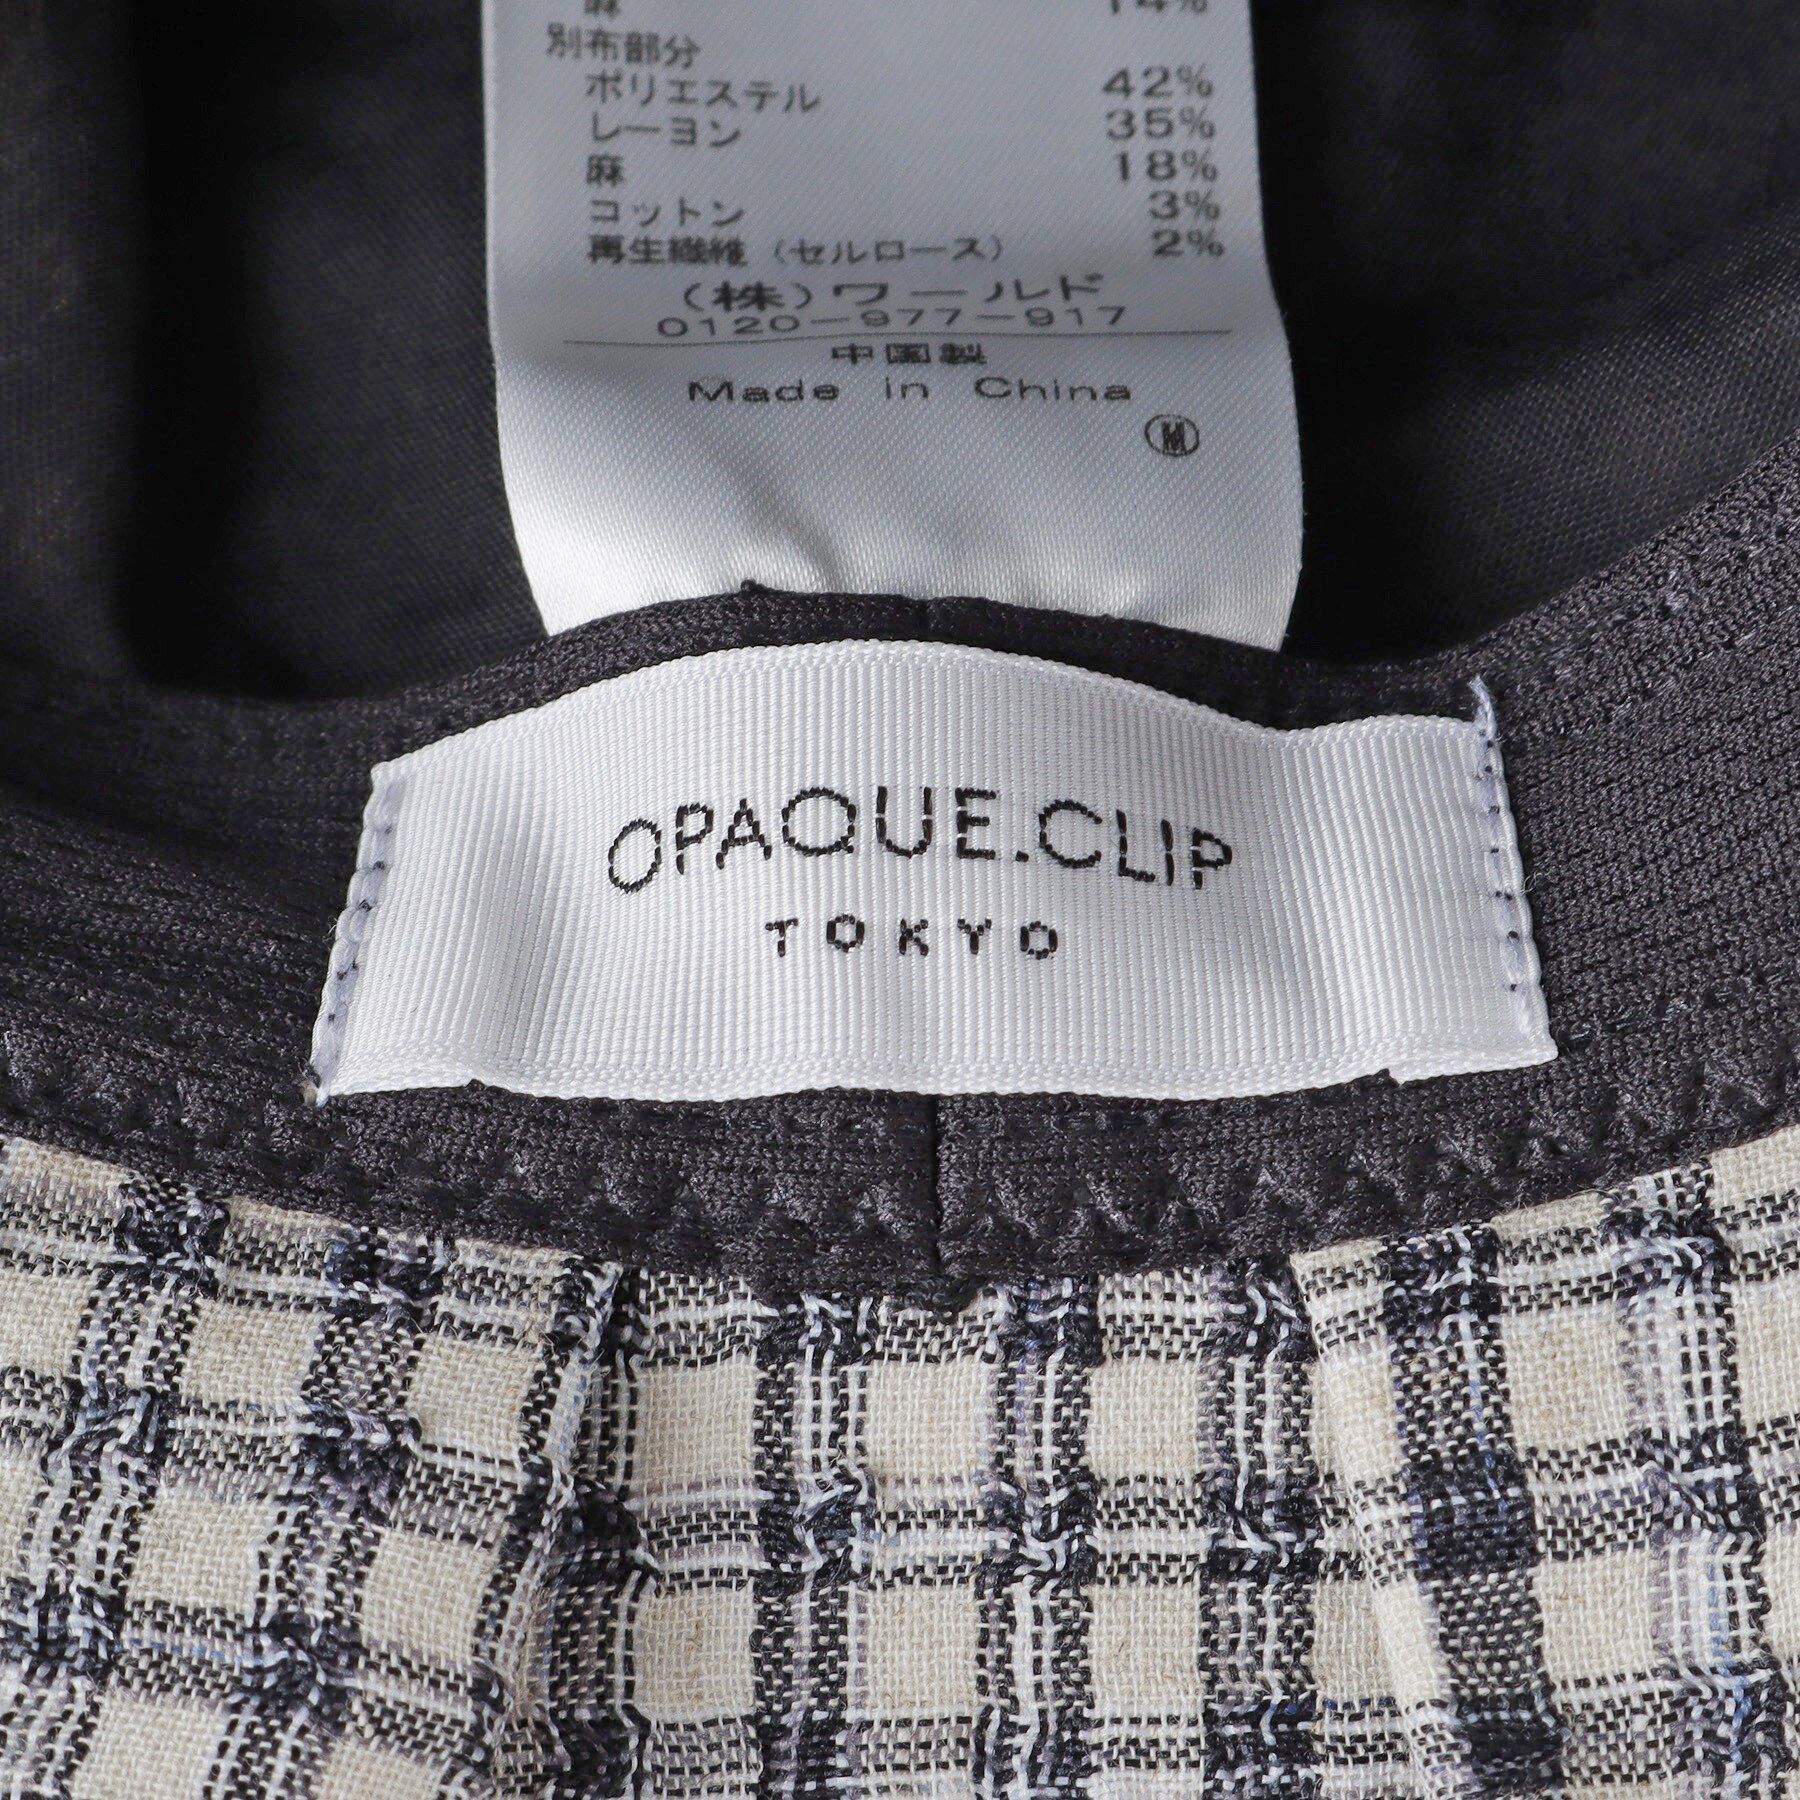 麻 14%
別布部分
ポリエステル 42%
レーヨン 35%
麻 18%
コットン 3%
再生繊維（セルロース） 2%
（株）ワールド
0120-977-917
中国製
Made in China
M
OPAQUE.CLIP
TOKYO